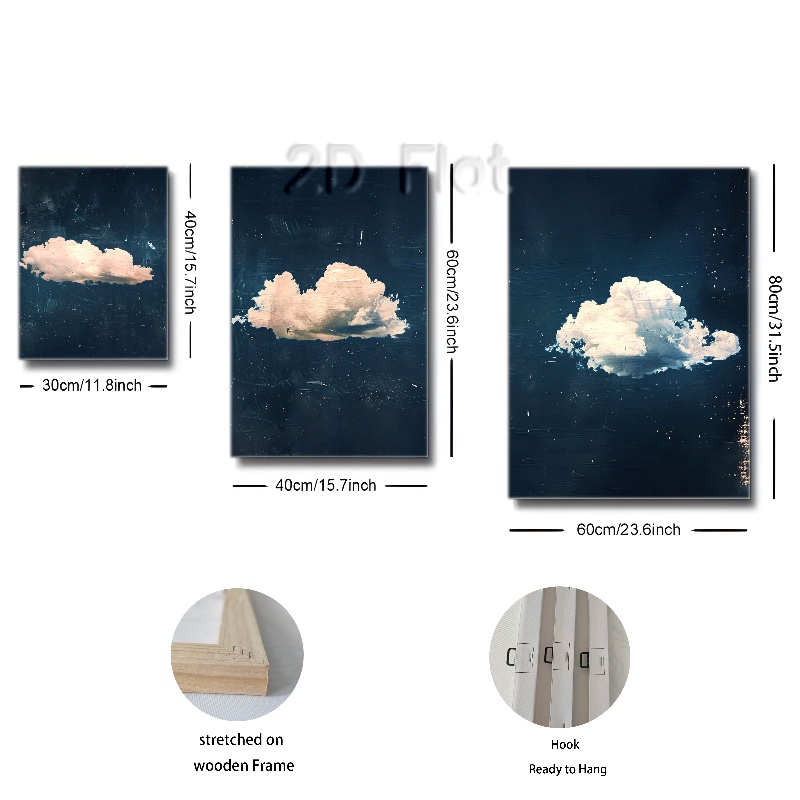 2D Flat
40cm/15.7inch
60cm/23.6inch
80cm/31.5inch
30cm/11.8inch
40cm/15.7inch
60cm/23.6inch
stretched on
wooden Frame
Hook
Ready to Hang